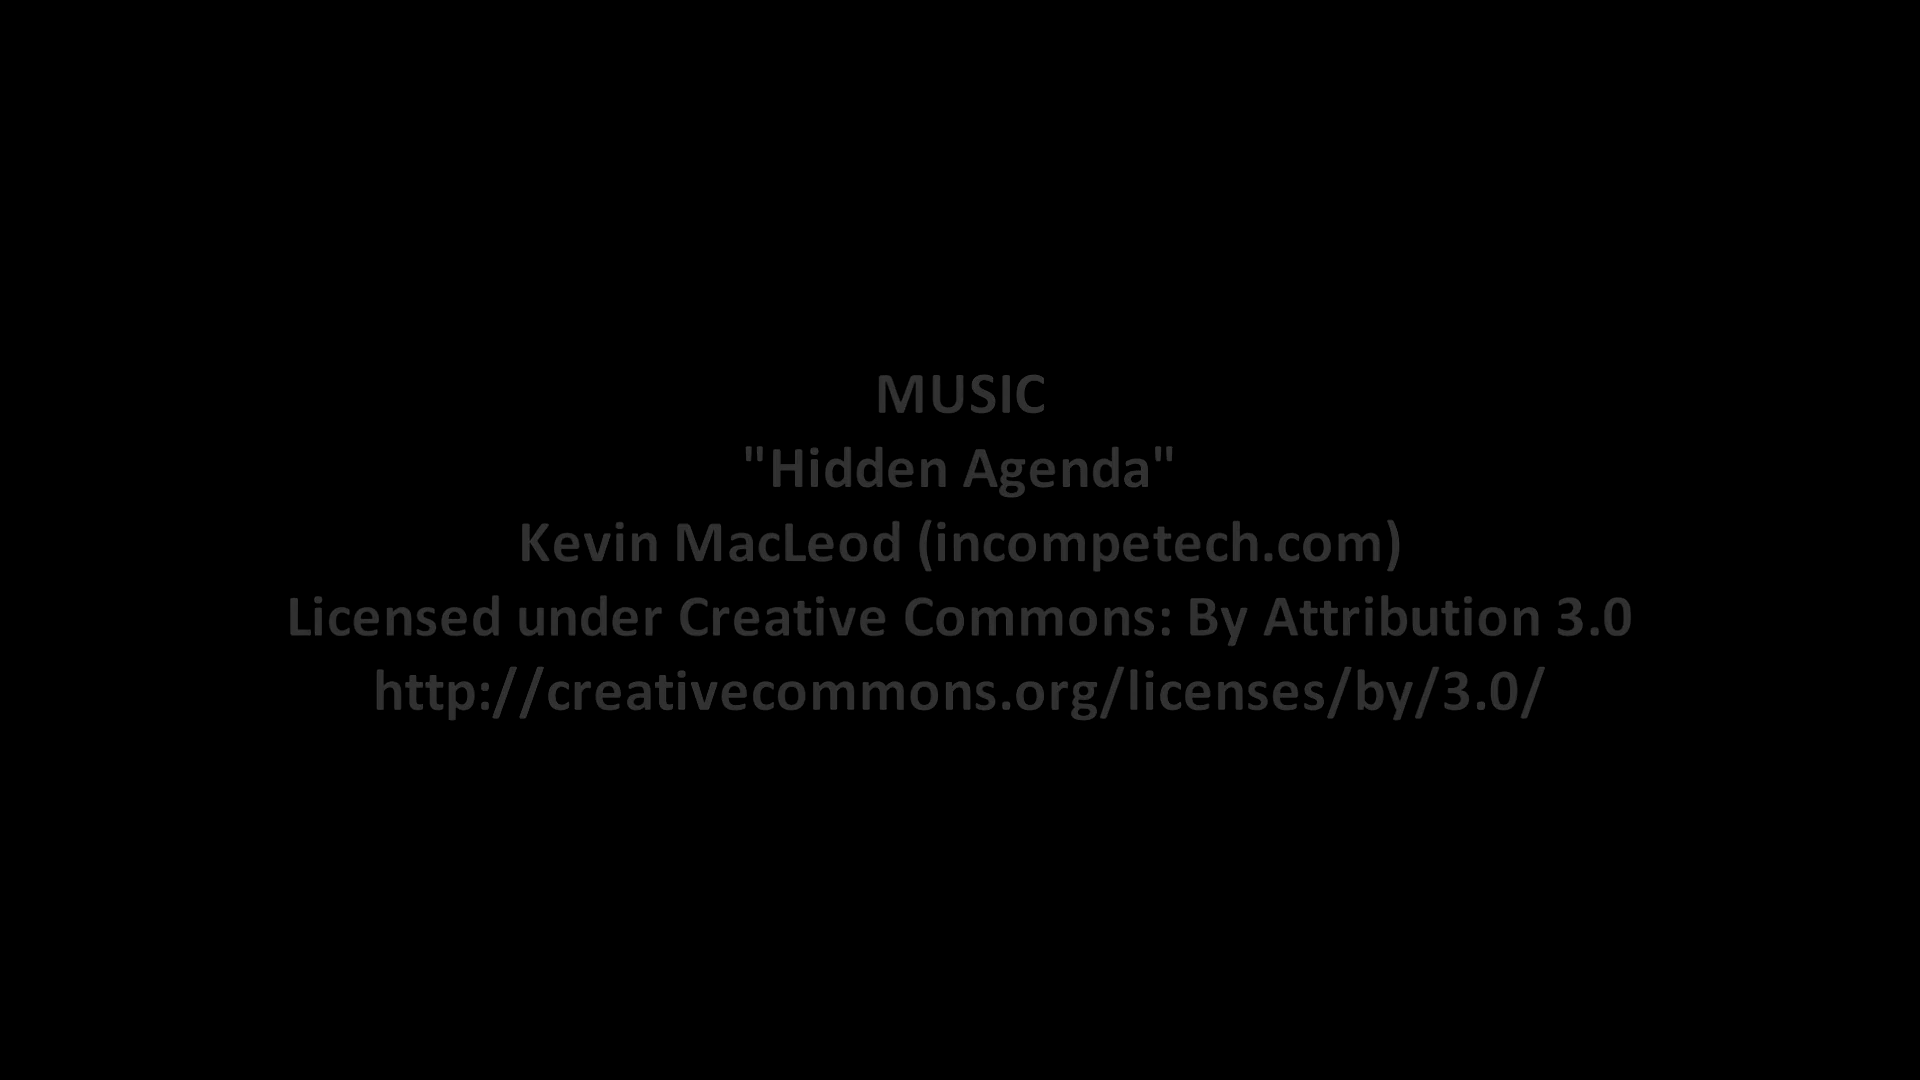 MUSIC
"Hidden Agenda"
Kevin MacLeod (incompetech.com)
Licensed under Creative Commons: By Attribution 3.0
http://creativecommons.org/licenses/by/3.0/